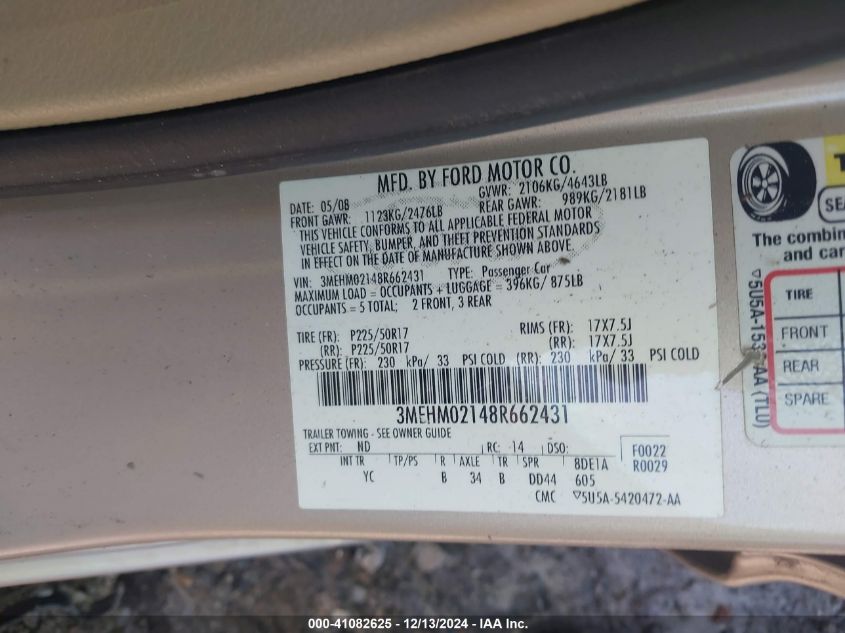 MFD. BY FORD MOTOR CO.
DATE: 05/08 GVWR: 2106KG/4643LB
FRONT GAWR: 1123KG/2476LB REAR GAWR: 989KG/2181LB
THIS VEHICLE CONFORMS TO ALL APPLICABLE FEDERAL MOTOR
VEHICLE SAFETY, BUMPER, AND THEFT PREVENTION STANDARDS
IN EFFECT ON THE DATE OF MANUFACTURE SHOWN ABOVE.
VIN: 3MEHM02148R662431 TYPE: Passenger Car
MAXIMUM LOAD = OCCUPANTS + LUGGAGE = 396KG/ 875LB
OCCUPANTS = 5 TOTAL; 2 FRONT, 3 REAR
TIRE (FR): P225/50R17 RIMS (FR): 17X7.5J
(RR): P225/50R17 (RR): 17X7.5J
PRESSURE (FR): 230 kPa/ 33 PSI COLD (RR): 230 kPa/ 33 PSI COLD
3MEHM02148R662431
TRAILER TOWING - SEE OWNER GUIDE
EXT PNT: ND RC: 14 DSO: F0022
INT TR TP/PS R AXLE TR SPR 8DE1A R0029
YC B 34 B DD44 605
CMC ▽5U5A-5420472-AA
The combin
and car
TIRE
FRONT
REAR
SPARE
000-41082625 - 12/13/2024 - IAA Inc.